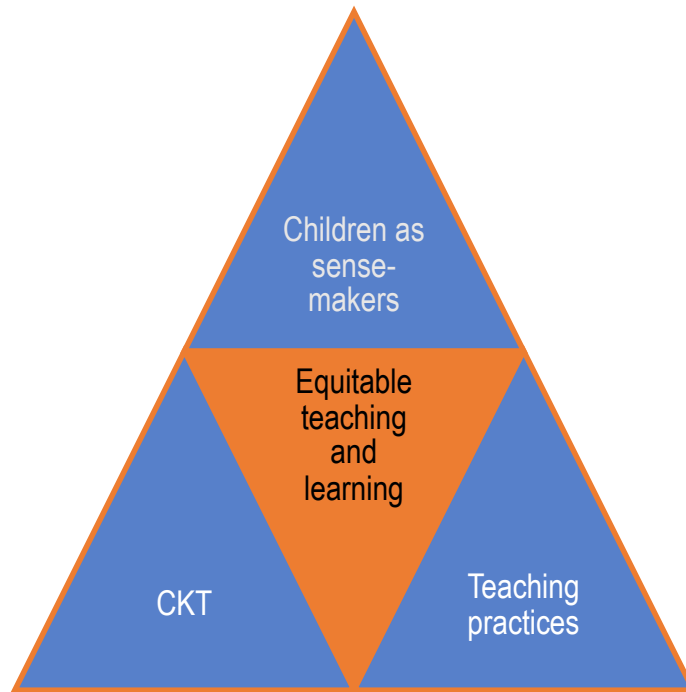 Children as
sense-
makers
Equitable
teaching
and
learning
CKT
Teaching
practices